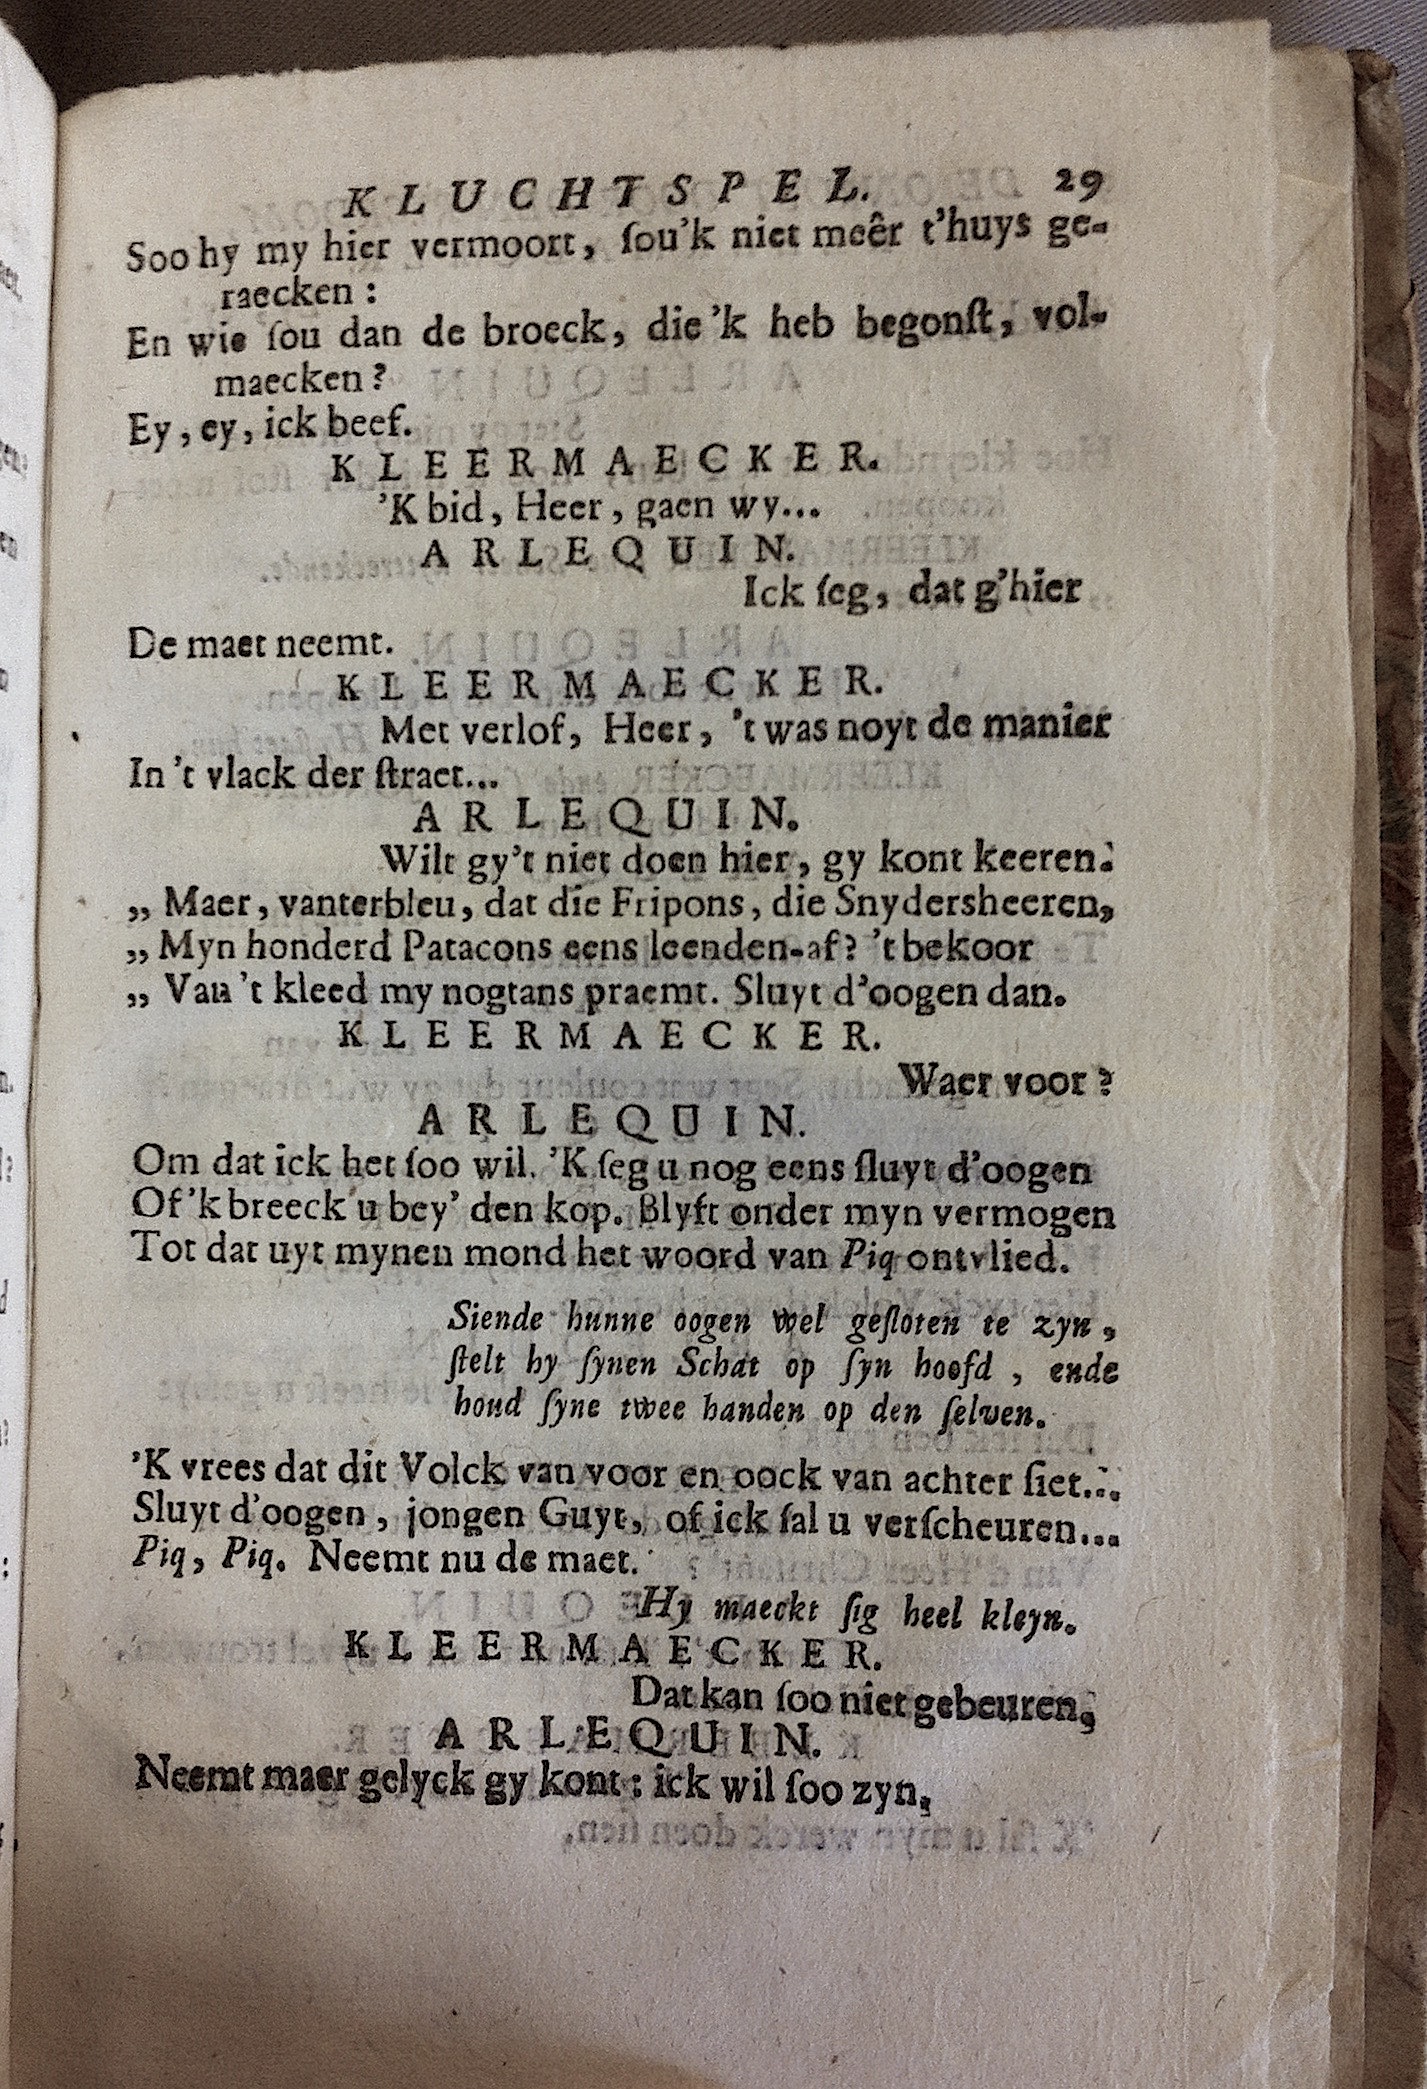 KLUCHTSPEL. 29
Soo hy my hier vermoort, ſou'k niet meêr t'huys ge-
raecken :
En wie ſou dan de broeck, die 'k heb begonſt, vol-
maecken ?
Ey, ey, ick beef.
KLEERMAECKER.
'K bid, Heer, gaen wy...
ARLEQUIN.
Ick ſeg, dat g'hier
De maet neemt.
KLEERMAECKER.
Met verlof, Heer, 't was noyt de manier
In 't vlack der ſtraet...
ARLEQUIN.
Wilt gy't niet doen hier, gy kont keeren.
„ Maer, vanterbleu, dat die Fripons, die Snydersheeren,
„ Myn honderd Patacons eens leenden-af? 't bekoor
„ Van 't kleed my nogtans praemt. Sluyt d'oogen dan.
KLEERMAECKER.
Waer voor ?
ARLEQUIN.
Om dat ick het ſoo wil. 'K ſeg u nog eens ſluyt d'oogen
Of 'k breeck u bey' den kop. Blyft onder myn vermogen
Tot dat uyt mynen mond het woord van Piq ontvlied.
Siende hunne oogen wel geſloten te zyn,
ſtelt hy ſynen Schat op ſyn hoofd, ende
houd ſyne twee handen op den ſelven.
'K vrees dat dit Volck van voor en oock van achter ſiet...
Sluyt d'oogen, jongen Guyt, of ick ſal u verſcheuren...
Piq, Piq. Neemt nu de maet.
Hy maeckt ſig heel kleyn.
KLEERMAECKER.
Dat kan ſoo niet gebeuren,
ARLEQUIN.
Neemt maer gelyck gy kont : ick wil ſoo zyn,